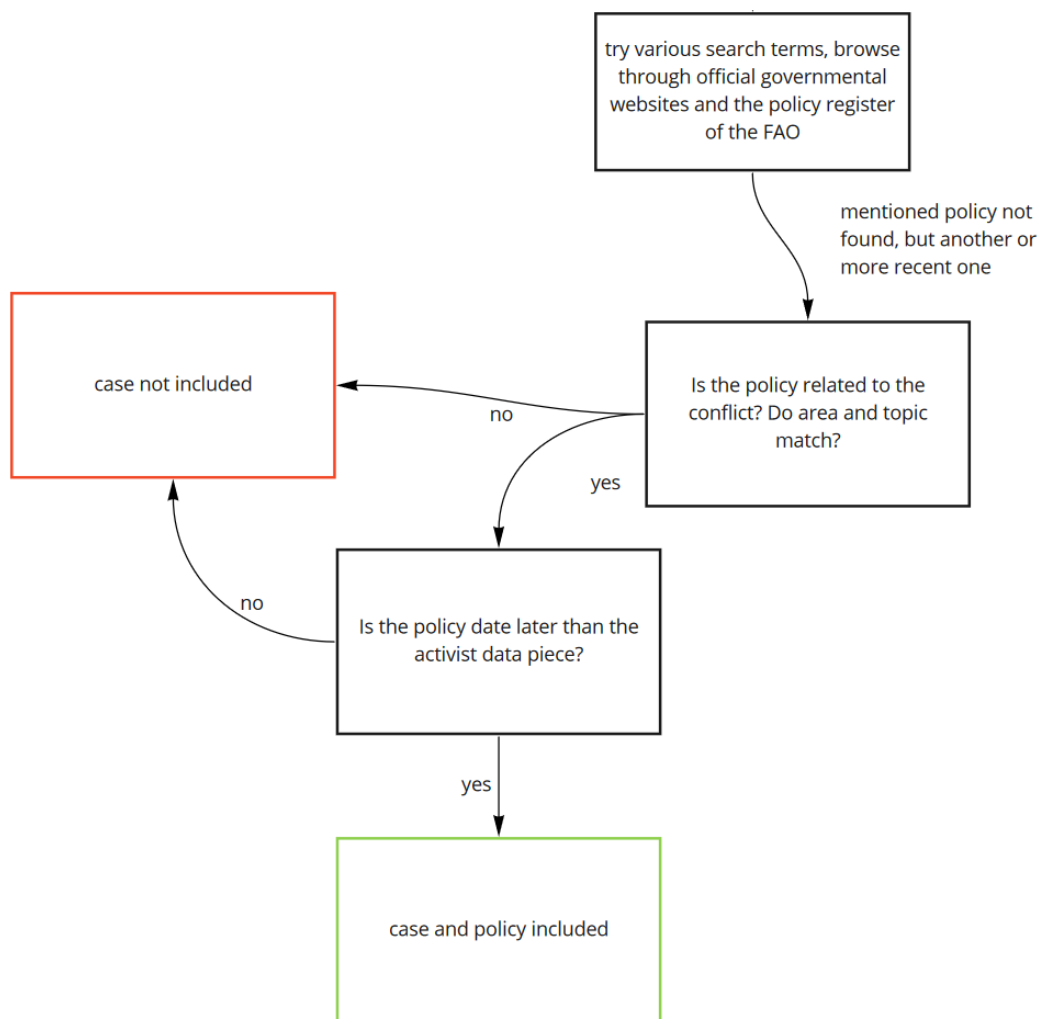 try various search terms, browse
through official governmental
websites and the policy register
of the FAO
mentioned policy not
found, but another or
more recent one
case not included
Is the policy related to the
conflict? Do area and topic
match?
no
yes
Is the policy date later than the
activist data piece?
no
yes
case and policy included